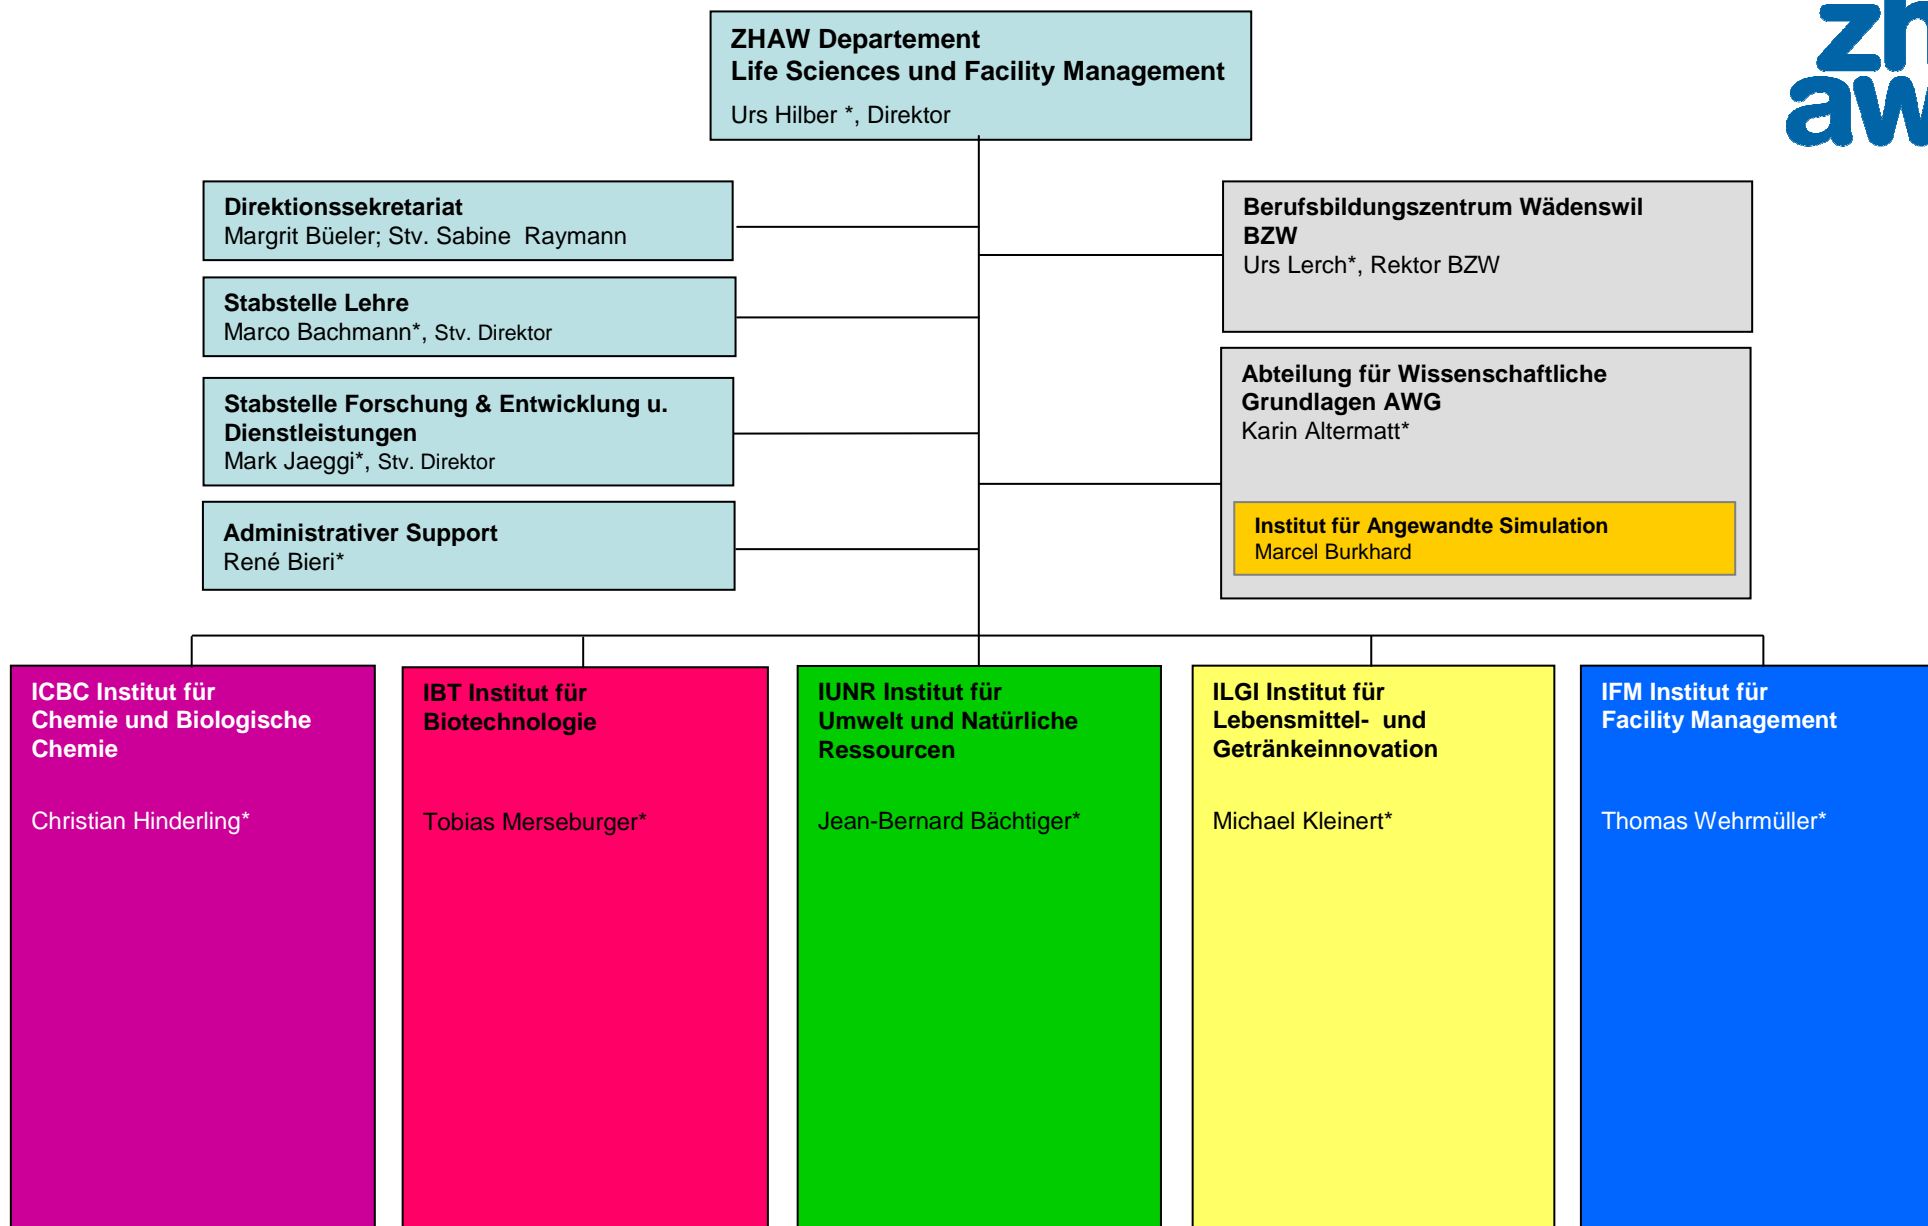 ZHAW Departement
Life Sciences und Facility Management
Urs Hilber *, Direktor
zh
aw
Direktionssekretariat
Margrit Büeler; Stv. Sabine Raymann
Stabstelle Lehre
Marco Bachmann*, Stv. Direktor
Stabstelle Forschung & Entwicklung u.
Dienstleistungen
Mark Jaeggi*, Stv. Direktor
Administrativer Support
René Bieri*
Berufsbildungszentrum Wädenswil
BZW
Urs Lerch*, Rektor BZW
Abteilung für Wissenschaftliche
Grundlagen AWG
Karin Altermatt*
Institut für Angewandte Simulation
Marcel Burkhard
ICBC Institut für
Chemie und Biologische
Chemie
Christian Hinderling*
IBT Institut für
Biotechnologie
Tobias Merseburger*
IUNR Institut für
Umwelt und Natürliche
Ressourcen
Jean-Bernard Bächtiger*
ILGI Institut für
Lebensmittel- und
Getränkeinnovation
Michael Kleinert*
IFM Institut für
Facility Management
Thomas Wehrmüller*